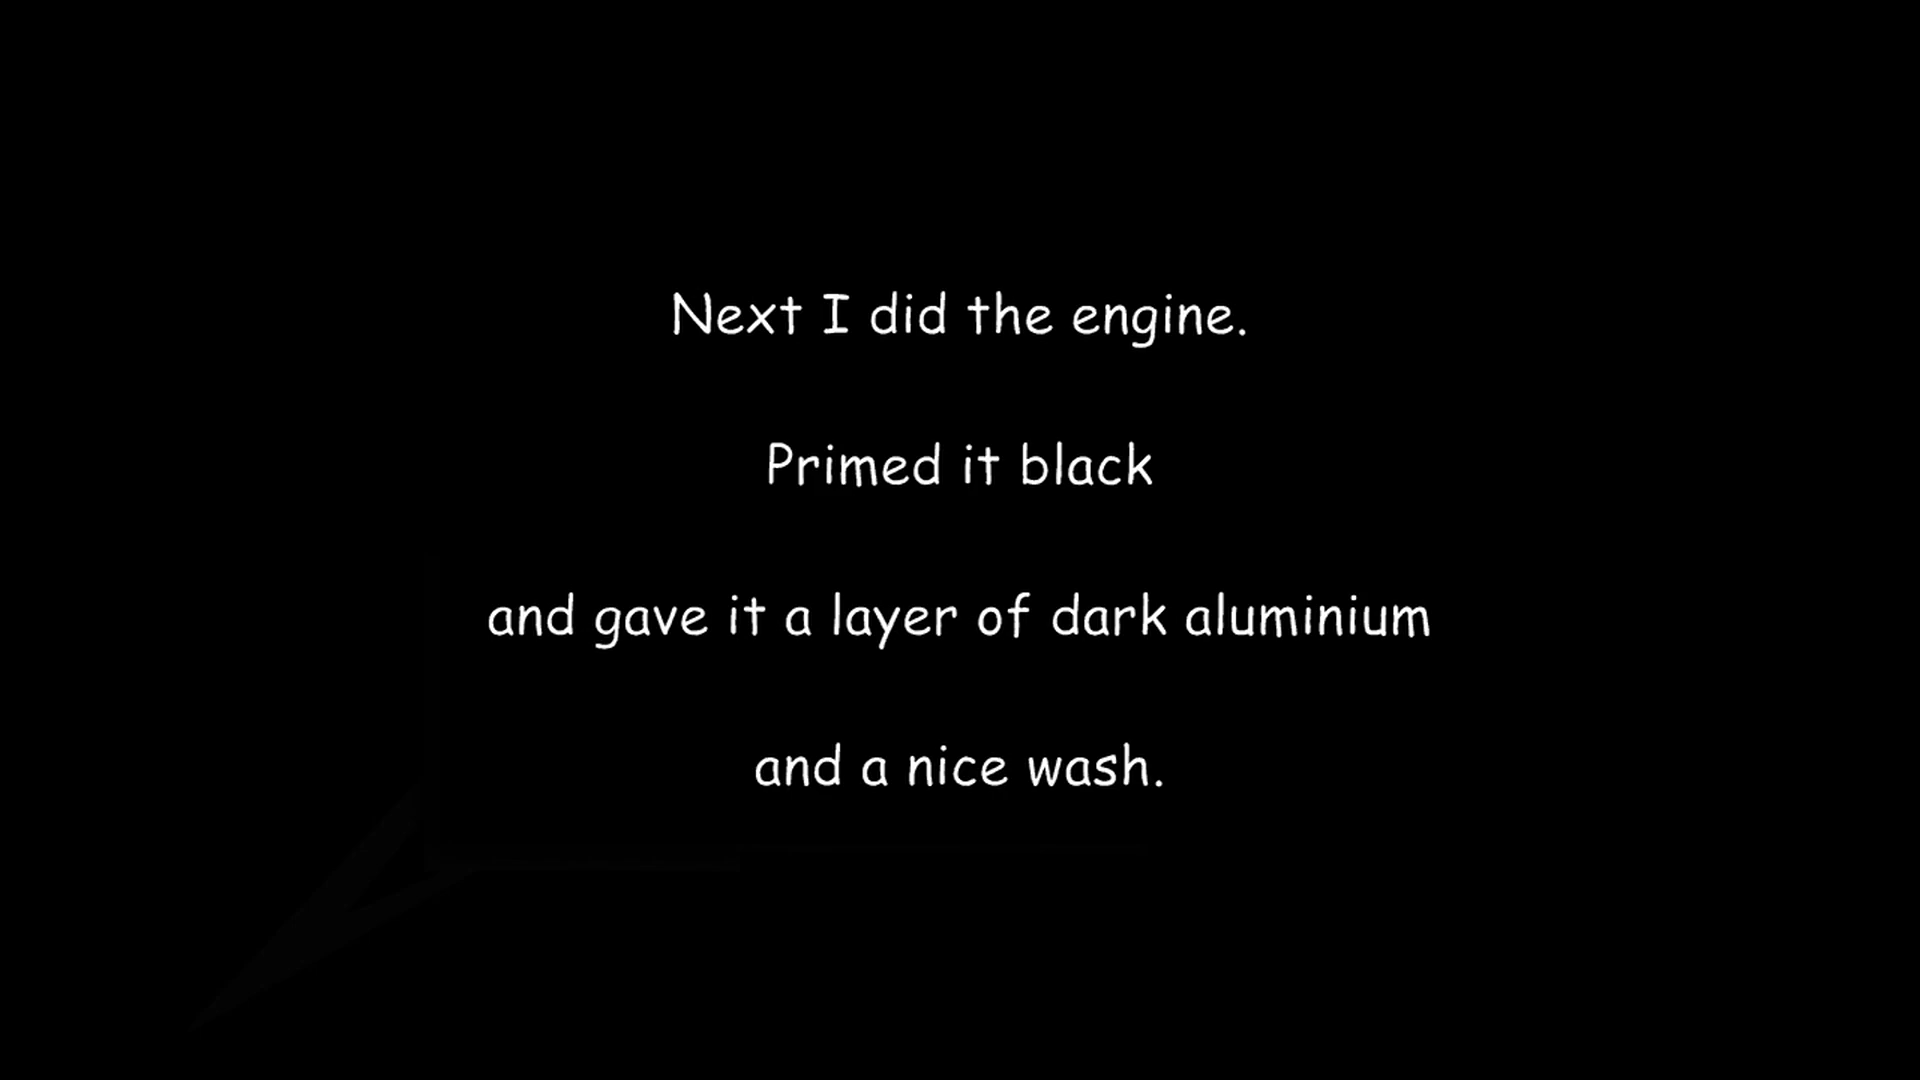 Next I did the engine.
Primed it black
and gave it a layer of dark aluminium
and a nice wash.